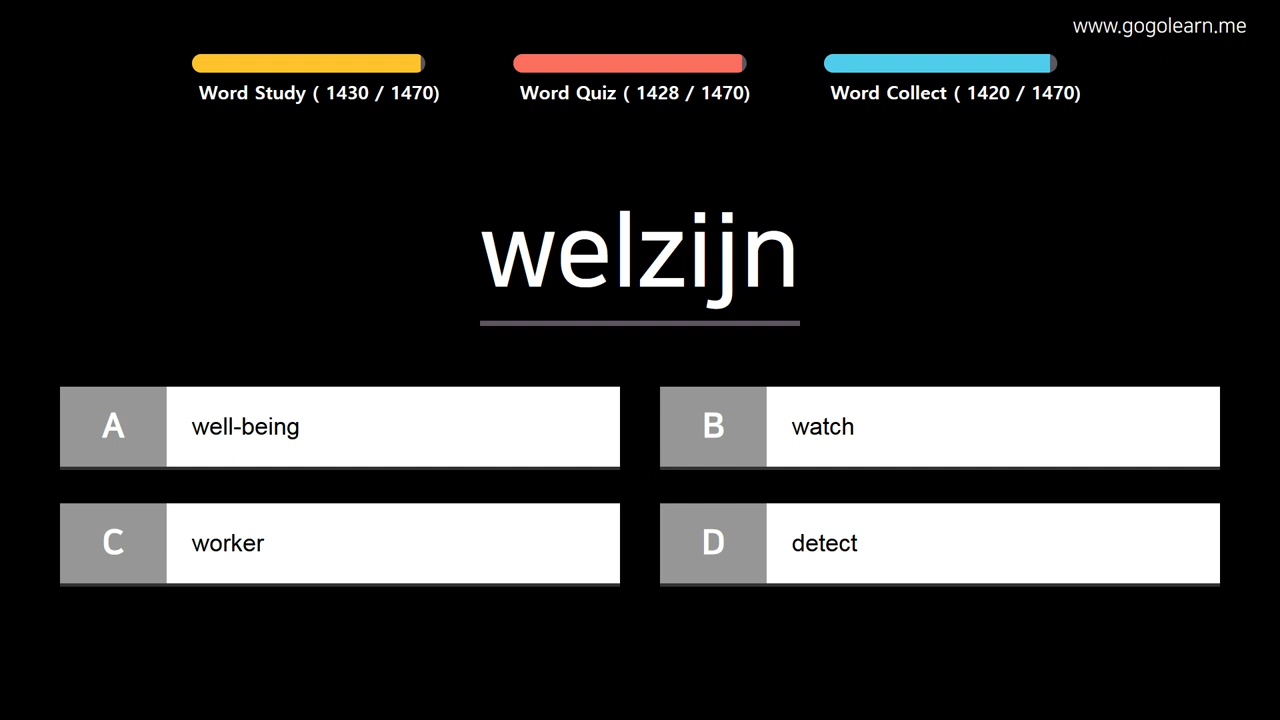 www.gogolearn.me
Word Study ( 1430 / 1470)
Word Quiz ( 1428 / 1470)
Word Collect ( 1420 / 1470)
welzijn
A well-being
B watch
C worker
D detect